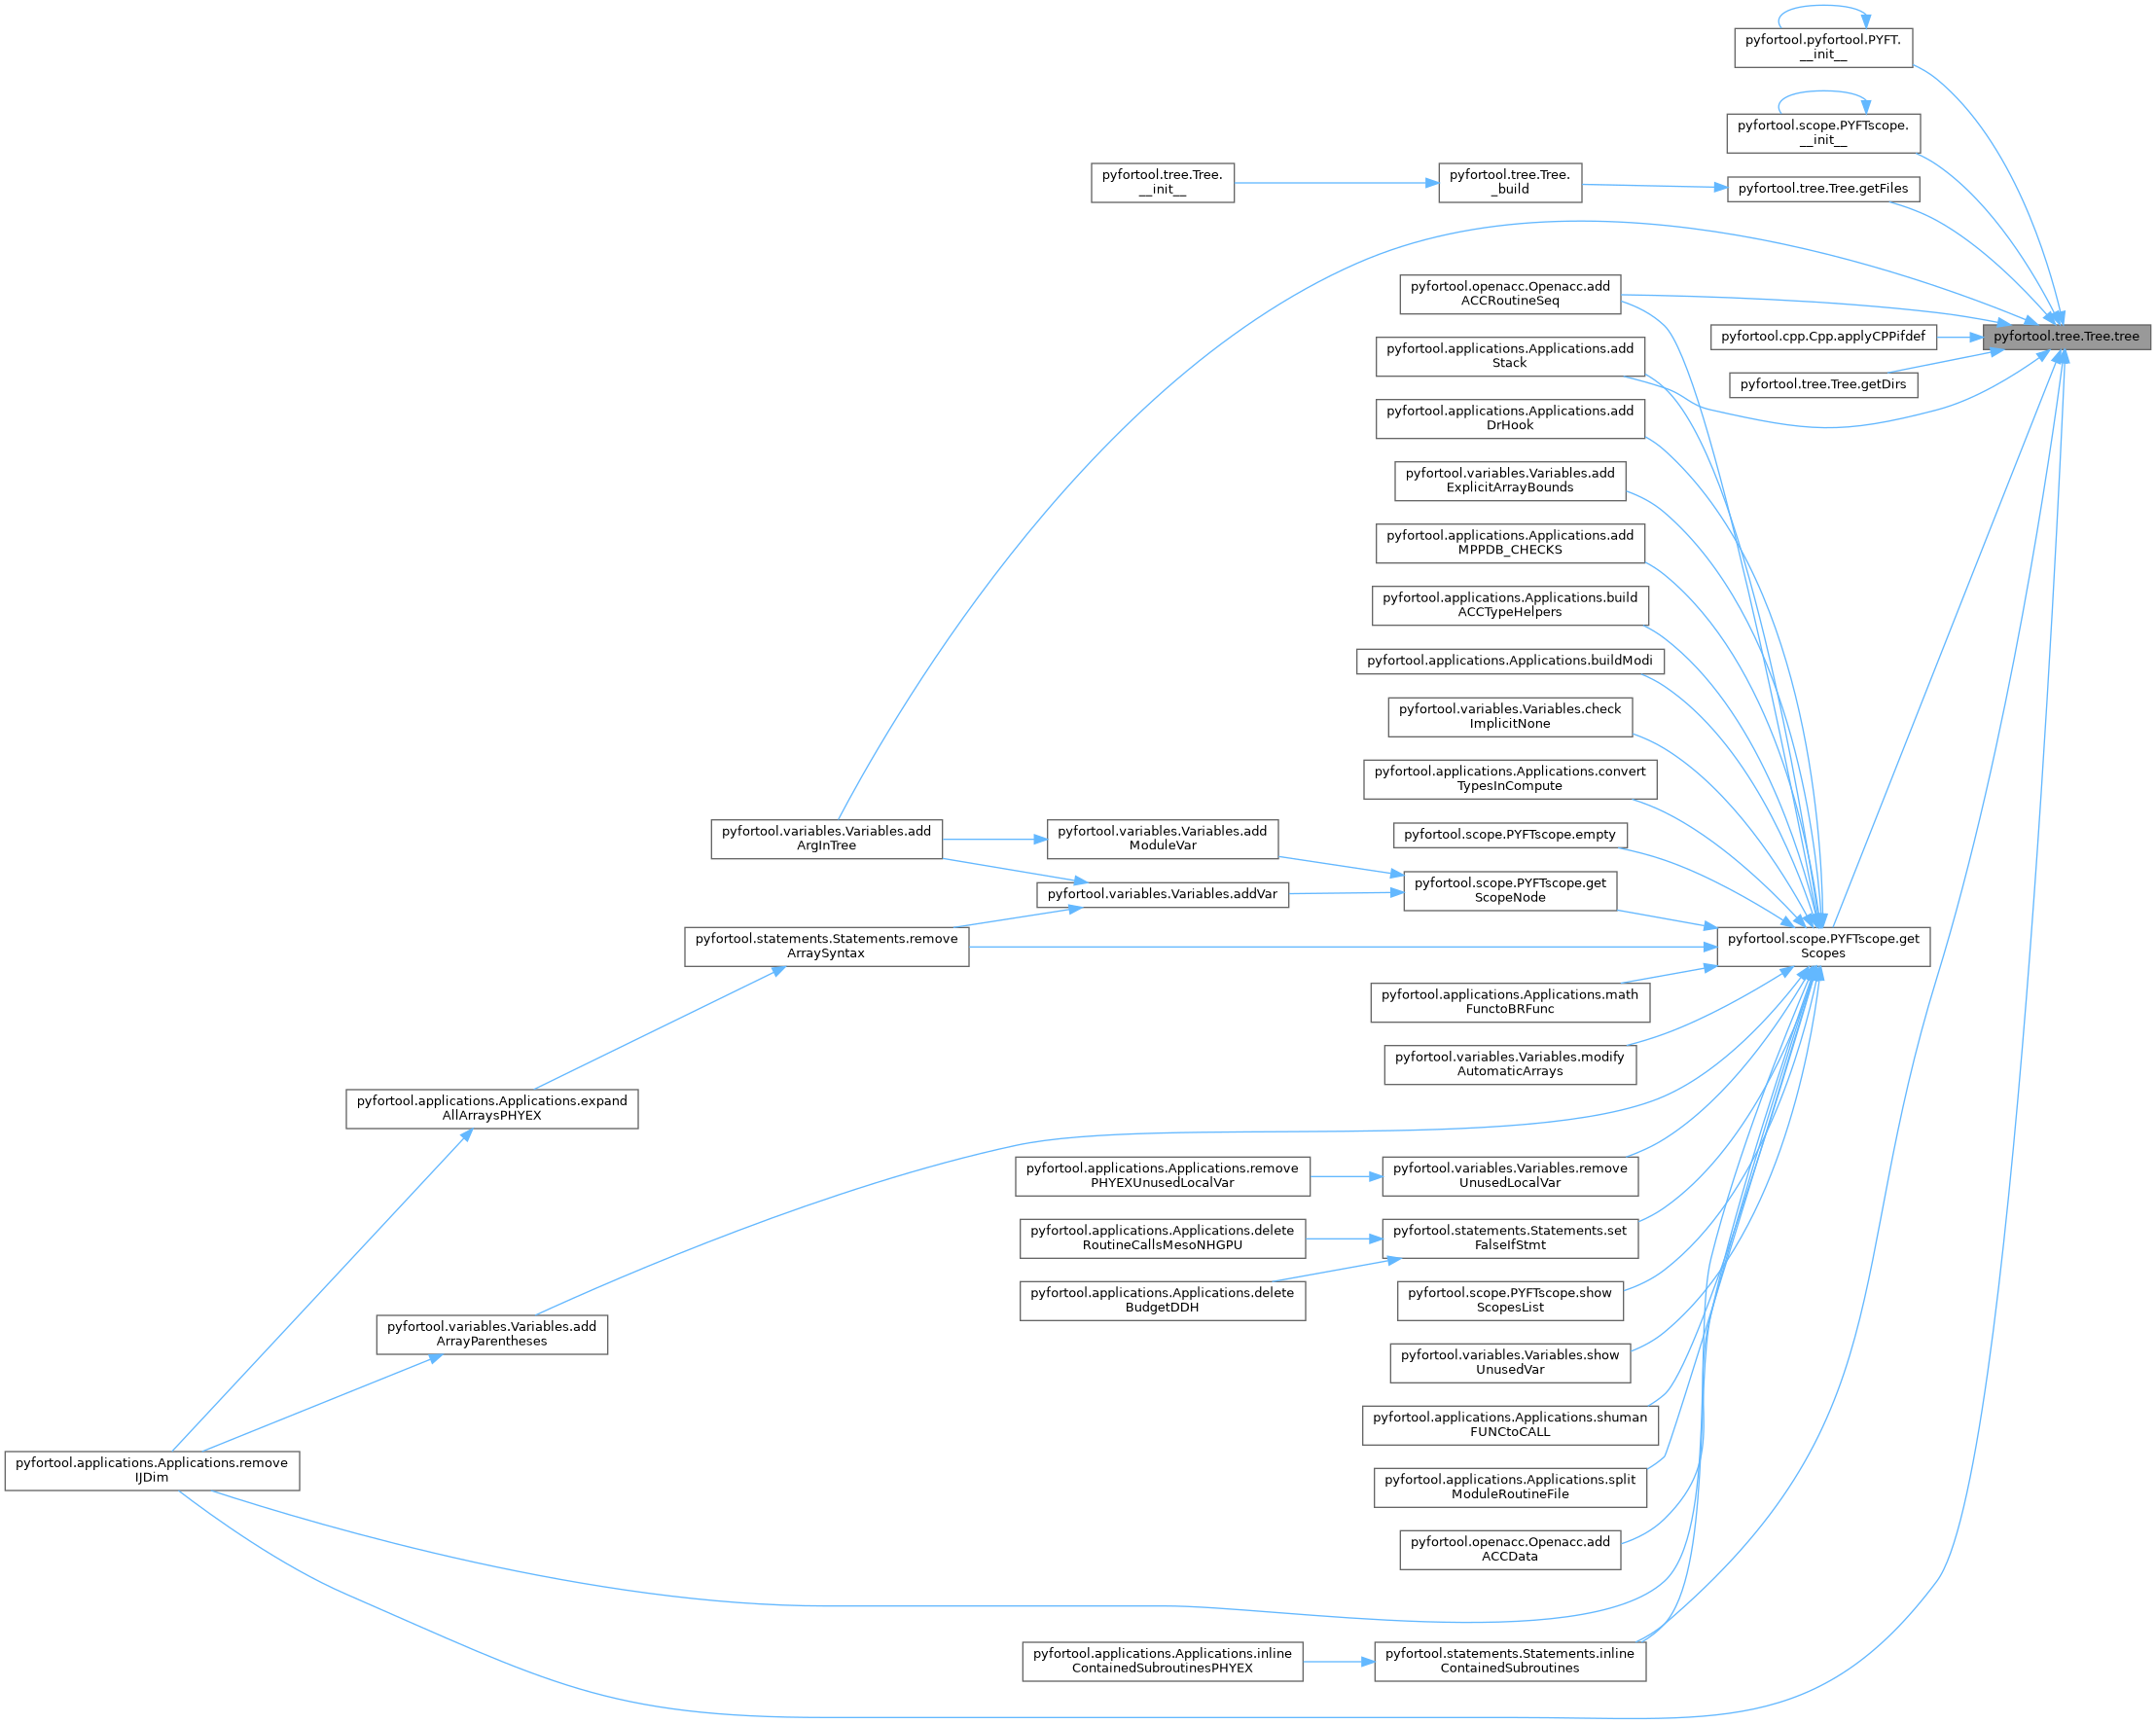 pyfortool.pyfortool.PYFT.
__init__
pyfortool.scope.PYFTscope.
__init__
pyfortool.tree.Tree.
__init__
pyfortool.tree.Tree.
_build
pyfortool.tree.Tree.getFiles
pyfortool.openacc.Openacc.add
ACCRoutineSeq
pyfortool.cpp.Cpp.applyCPPifdef
pyfortool.tree.Tree.tree
pyfortool.applications.Applications.add
Stack
pyfortool.tree.Tree.getDirs
pyfortool.applications.Applications.add
DrHook
pyfortool.variables.Variables.add
ExplicitArrayBounds
pyfortool.applications.Applications.add
MPPDB_CHECKS
pyfortool.applications.Applications.build
ACCTypeHelpers
pyfortool.applications.Applications.buildModi
pyfortool.variables.Variables.check
ImplicitNone
pyfortool.applications.Applications.convert
TypesInCompute
pyfortool.variables.Variables.add
ArgInTree
pyfortool.variables.Variables.add
ModuleVar
pyfortool.scope.PYFTscope.empty
pyfortool.variables.Variables.addVar
pyfortool.scope.PYFTscope.get
ScopeNode
pyfortool.statements.Statements.remove
ArraySyntax
pyfortool.scope.PYFTscope.get
Scopes
pyfortool.applications.Applications.math
FunctoBRFunc
pyfortool.variables.Variables.modify
AutomaticArrays
pyfortool.applications.Applications.expand
AllArraysPHYEX
pyfortool.applications.Applications.remove
PHYEXUnusedLocalVar
pyfortool.variables.Variables.remove
UnusedLocalVar
pyfortool.applications.Applications.delete
RoutineCallsMesoNHGPU
pyfortool.statements.Statements.set
FalseIfStmt
pyfortool.applications.Applications.delete
BudgetDDH
pyfortool.scope.PYFTscope.show
ScopesList
pyfortool.variables.Variables.add
ArrayParentheses
pyfortool.variables.Variables.show
UnusedVar
pyfortool.applications.Applications.shuman
FUNCtoCALL
pyfortool.applications.Applications.remove
IJDim
pyfortool.applications.Applications.split
ModuleRoutineFile
pyfortool.openacc.Openacc.add
ACCData
pyfortool.applications.Applications.inline
ContainedSubroutinesPHYEX
pyfortool.statements.Statements.inline
ContainedSubroutines